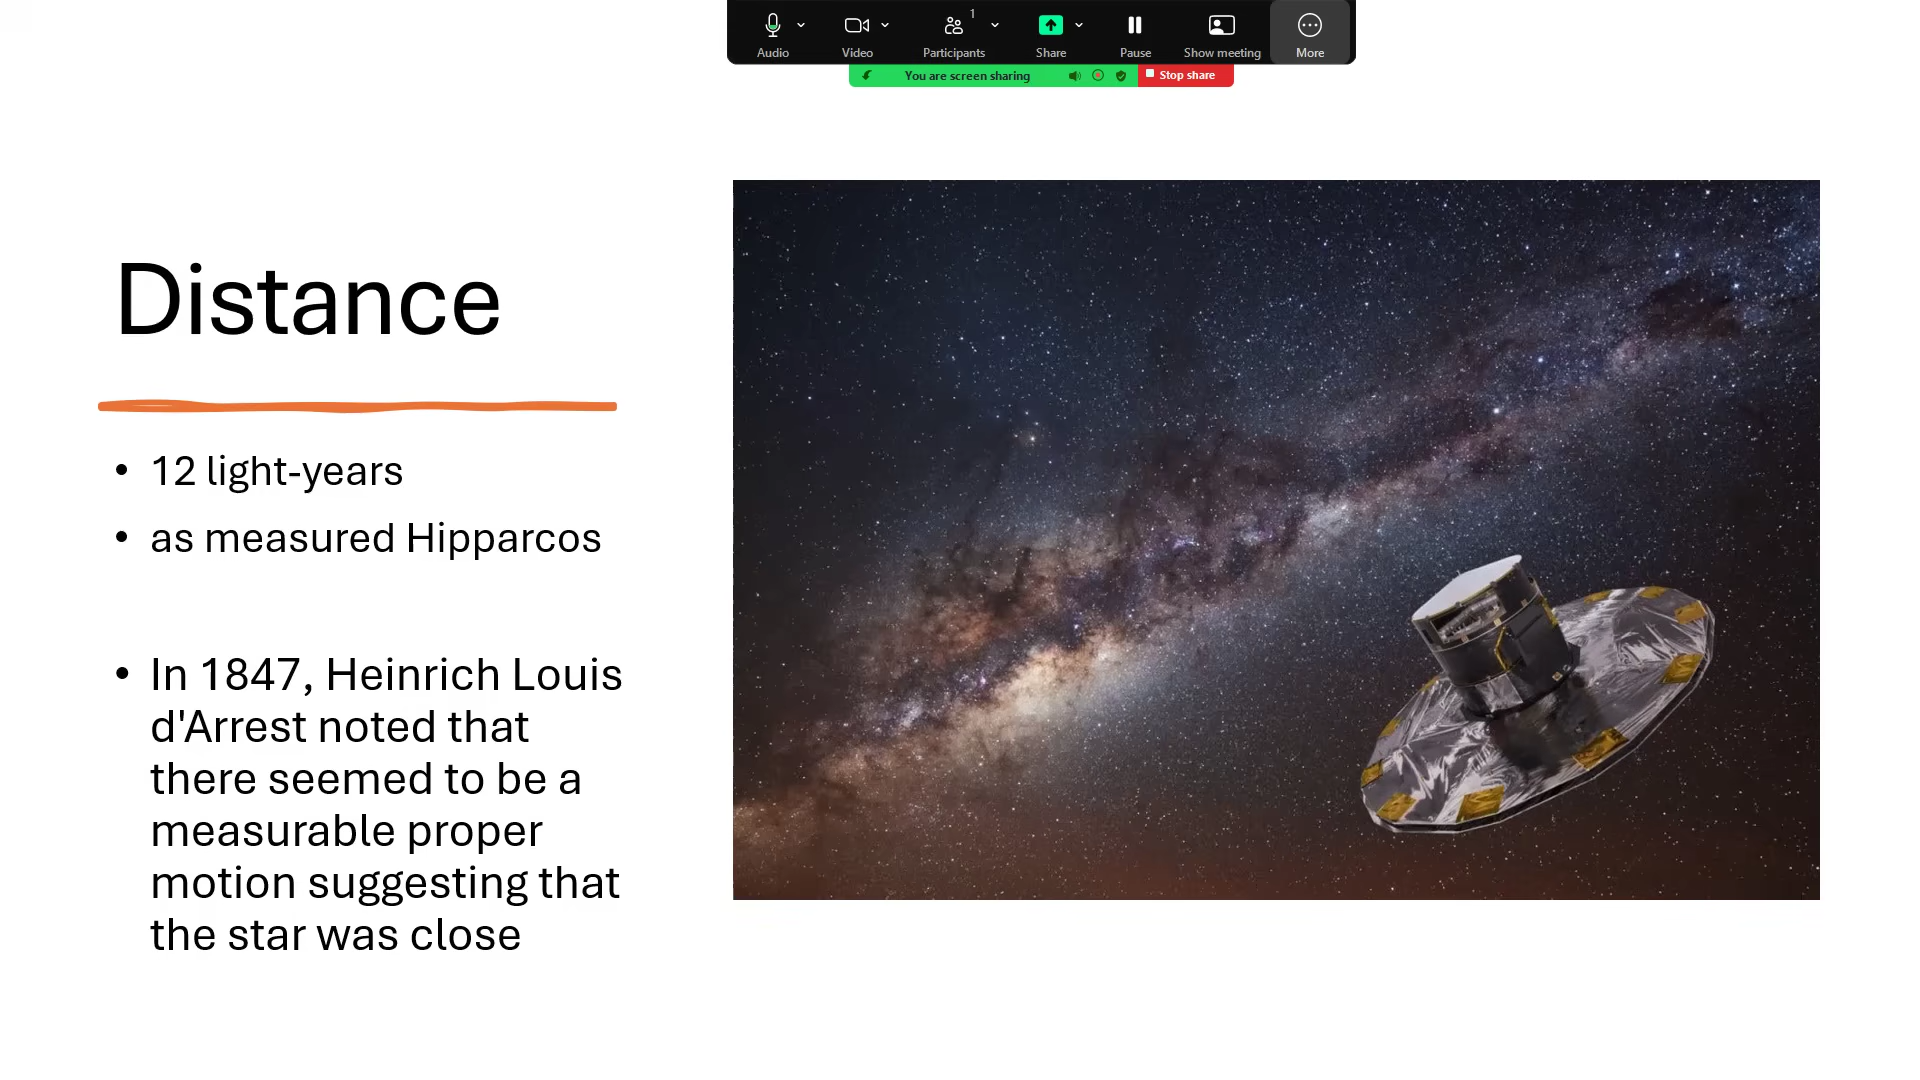 1
Audio
Video
Participants
Share
Pause
Show meeting
More
You are screen sharing
Stop share
Distance
• 12 light-years
• as measured Hipparcos
• In 1847, Heinrich Louis
d'Arrest noted that
there seemed to be a
measurable proper
motion suggesting that
the star was close